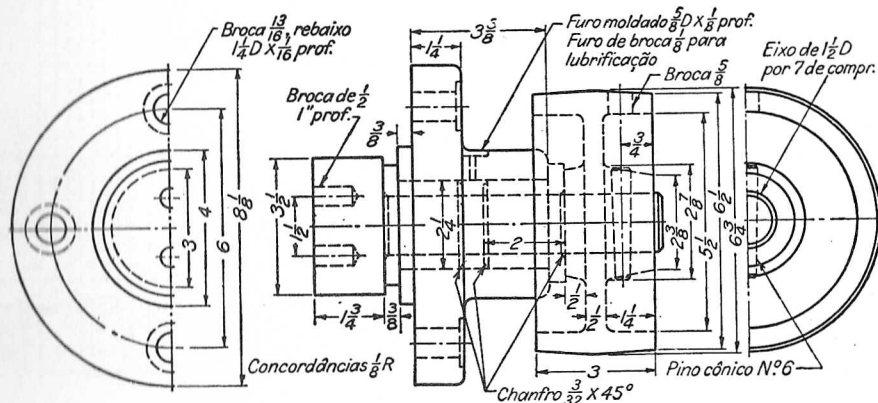 Broca 13/16, rebaixo
1 1/4 D X 1/16 prof.
3 3/8
1 1/4
Furo moldado 5/8 D X 1/8 prof.
Furo de broca 1/8 para
lubrificação
Broca 5/8
Eixo de 1 1/2 D
por 7 de compr.
Broca de 1/2
1" prof.
3/8
3/4
3
4
6
8 1/8
3 1/2
1 1/2
2 1/4
2
1/2
1/2
1 1/4
2 3/8
2 7/8
5 1/2
6 1/2
6 3/4
1 3/4
3/8
3
Concordâncias 1/8 R
Chanfro 3/32 X 45°
Pino cônico Nº 6